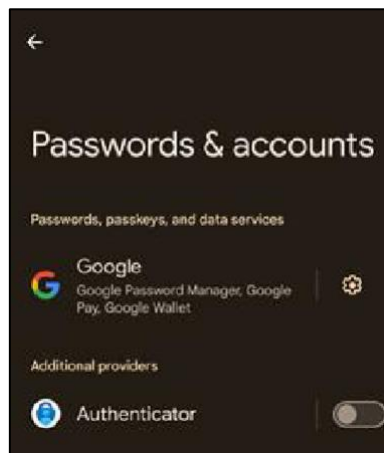 Passwords & accounts
Passwords, passkeys, and data services
Google
Google Password Manager, Google
Pay, Google Wallet
Additional providers
Authenticator